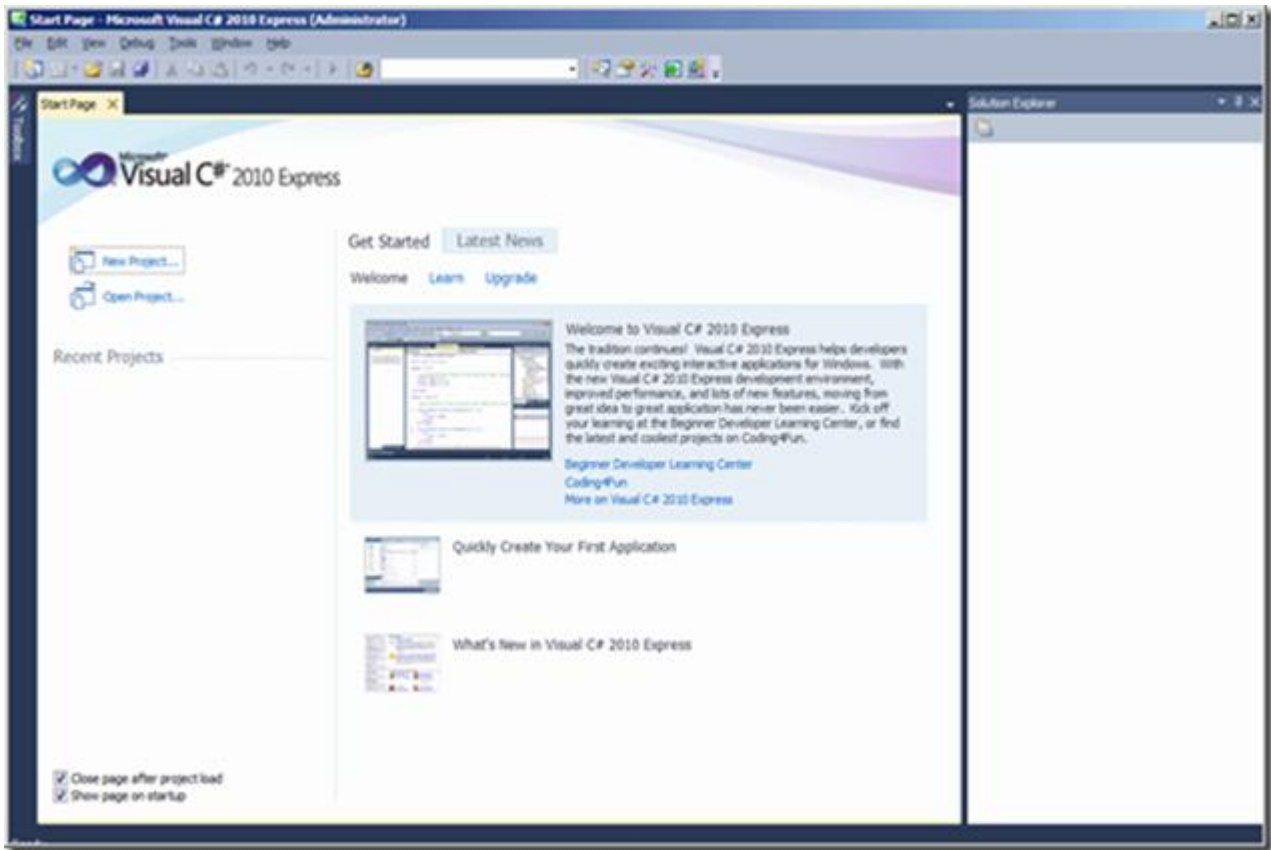 Start Page - Microsoft Visual C# 2010 Express (Administrator)
File Edit View Debug Tools Window Help
Toolbox
Start Page
Solution Explorer
Microsoft
Visual C# 2010 Express
New Project...
Open Project...
Recent Projects
Get Started Latest News
Welcome Learn Upgrade
Welcome to Visual C# 2010 Express
The tradition continues! Visual C# 2010 Express helps developers
quickly create exciting interactive applications for Windows. With
the new Visual C# 2010 Express development environment,
improved performance, and lots of new features, moving from
great idea to great application has never been easier. Kick off
your learning at the Beginner Developer Learning Center, or find
the latest and coolest projects on Coding4Fun.
Beginner Developer Learning Center
Coding4Fun
More on Visual C# 2010 Express
Quickly Create Your First Application
What's New in Visual C# 2010 Express
Close page after project load
Show page on startup